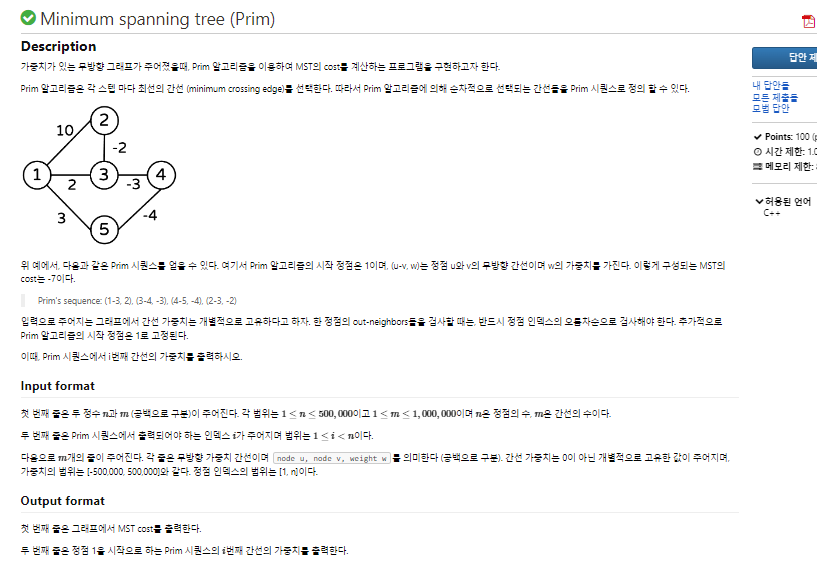 Minimum spanning tree (Prim)
Description
가중치가 있는 무방향 그래프가 주어졌을때, Prim 알고리즘을 이용하여 MST의 cost를 계산하는 프로그램을 구현하고자 한다.
Prim 알고리즘은 각 스텝 마다 최선의 간선 (minimum crossing edge)를 선택한다. 따라서 Prim 알고리즘에 의해 순차적으로 선택되는 간선들을 Prim 시퀀스로 정의 할 수 있다.
2
10
-2
1
3
4
2
-3
3
-4
5
위 예에서, 다음과 같은 Prim 시퀀스를 얻을 수 있다. 여기서 Prim 알고리즘의 시작 정점은 1이며, (u-v, w)는 정점 u와 v의 무방향 간선이며 w의 가중치를 가진다. 이렇게 구성되는 MST의
cost는 -7이다.
Prim's sequence: (1-3, 2), (3-4, -3), (4-5, -4), (2-3, -2)
입력으로 주어지는 그래프에서 간선 가중치는 개별적으로 고유하다고 하자. 한 정점의 out-neighbors들을 검사할 때는, 반드시 정점 인덱스의 오름차순으로 검사해야 한다. 추가적으로
Prim 알고리즘의 시작 정점은 1로 고정된다.
이때, Prim 시퀀스에서 i번째 간선의 가중치를 출력하시오.
Input format
첫 번째 줄은 두 정수 n과 m (공백으로 구분)이 주어진다. 각 범위는 1 ≤ n ≤ 500,000이고 1 ≤ m ≤ 1,000,000이며 n은 정점의 수, m은 간선의 수이다.
두 번째 줄은 Prim 시퀀스에서 출력되어야 하는 인덱스 i가 주어지며 범위는 1 ≤ i < n이다.
다음으로 m개의 줄이 주어진다. 각 줄은 무방향 가중치 간선이며 node u, node v, weight w 를 의미한다 (공백으로 구분). 간선 가중치는 0이 아닌 개별적으로 고유한 값이 주어지며,
가중치의 범위는 [-500,000, 500,000]와 같다. 정점 인덱스의 범위는 [1, n]이다.
Output format
첫 번째 줄은 그래프에서 MST cost를 출력한다.
두 번째 줄은 정점 1을 시작으로 하는 Prim 시퀀스의 i번째 간선의 가중치를 출력한다.
답안 제
내 답안들
모든 제출들
모범 답안
Points: 100 (p
시간 제한: 1.0
메모리 제한:
허용된 언어
C++